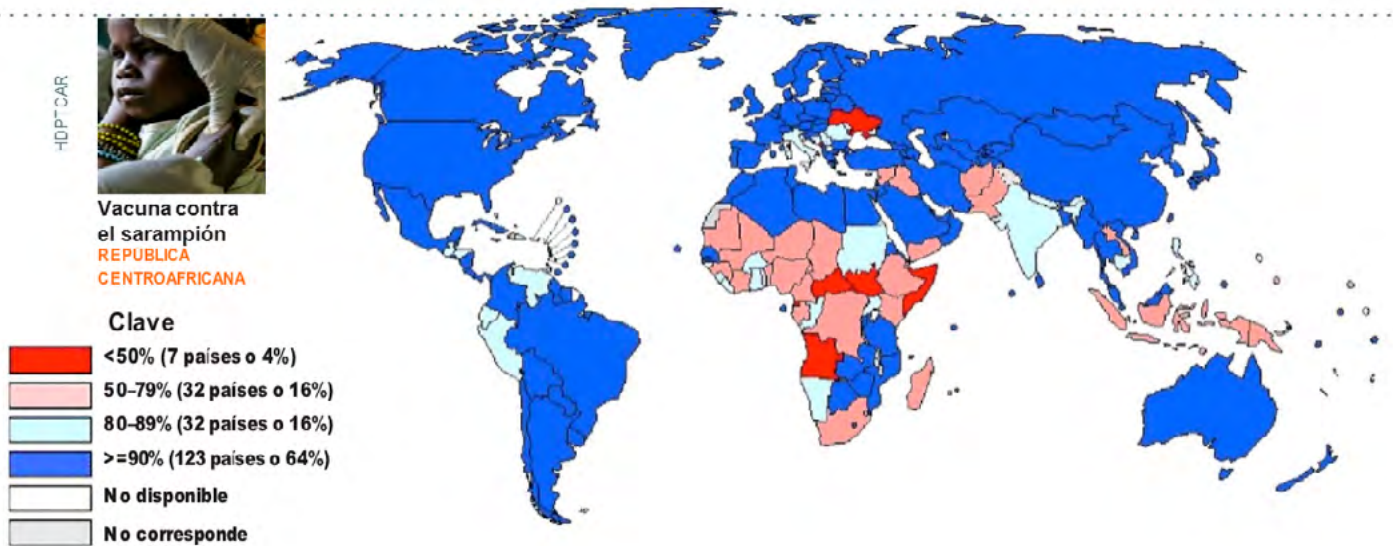 HDPTCAR
Vacuna contra
el sarampión
REPUBLICA
CENTROAFRICANA
Clave
<50% (7 países o 4%)
50–79% (32 países o 16%)
80–89% (32 países o 16%)
>=90% (123 países o 64%)
No disponible
No corresponde